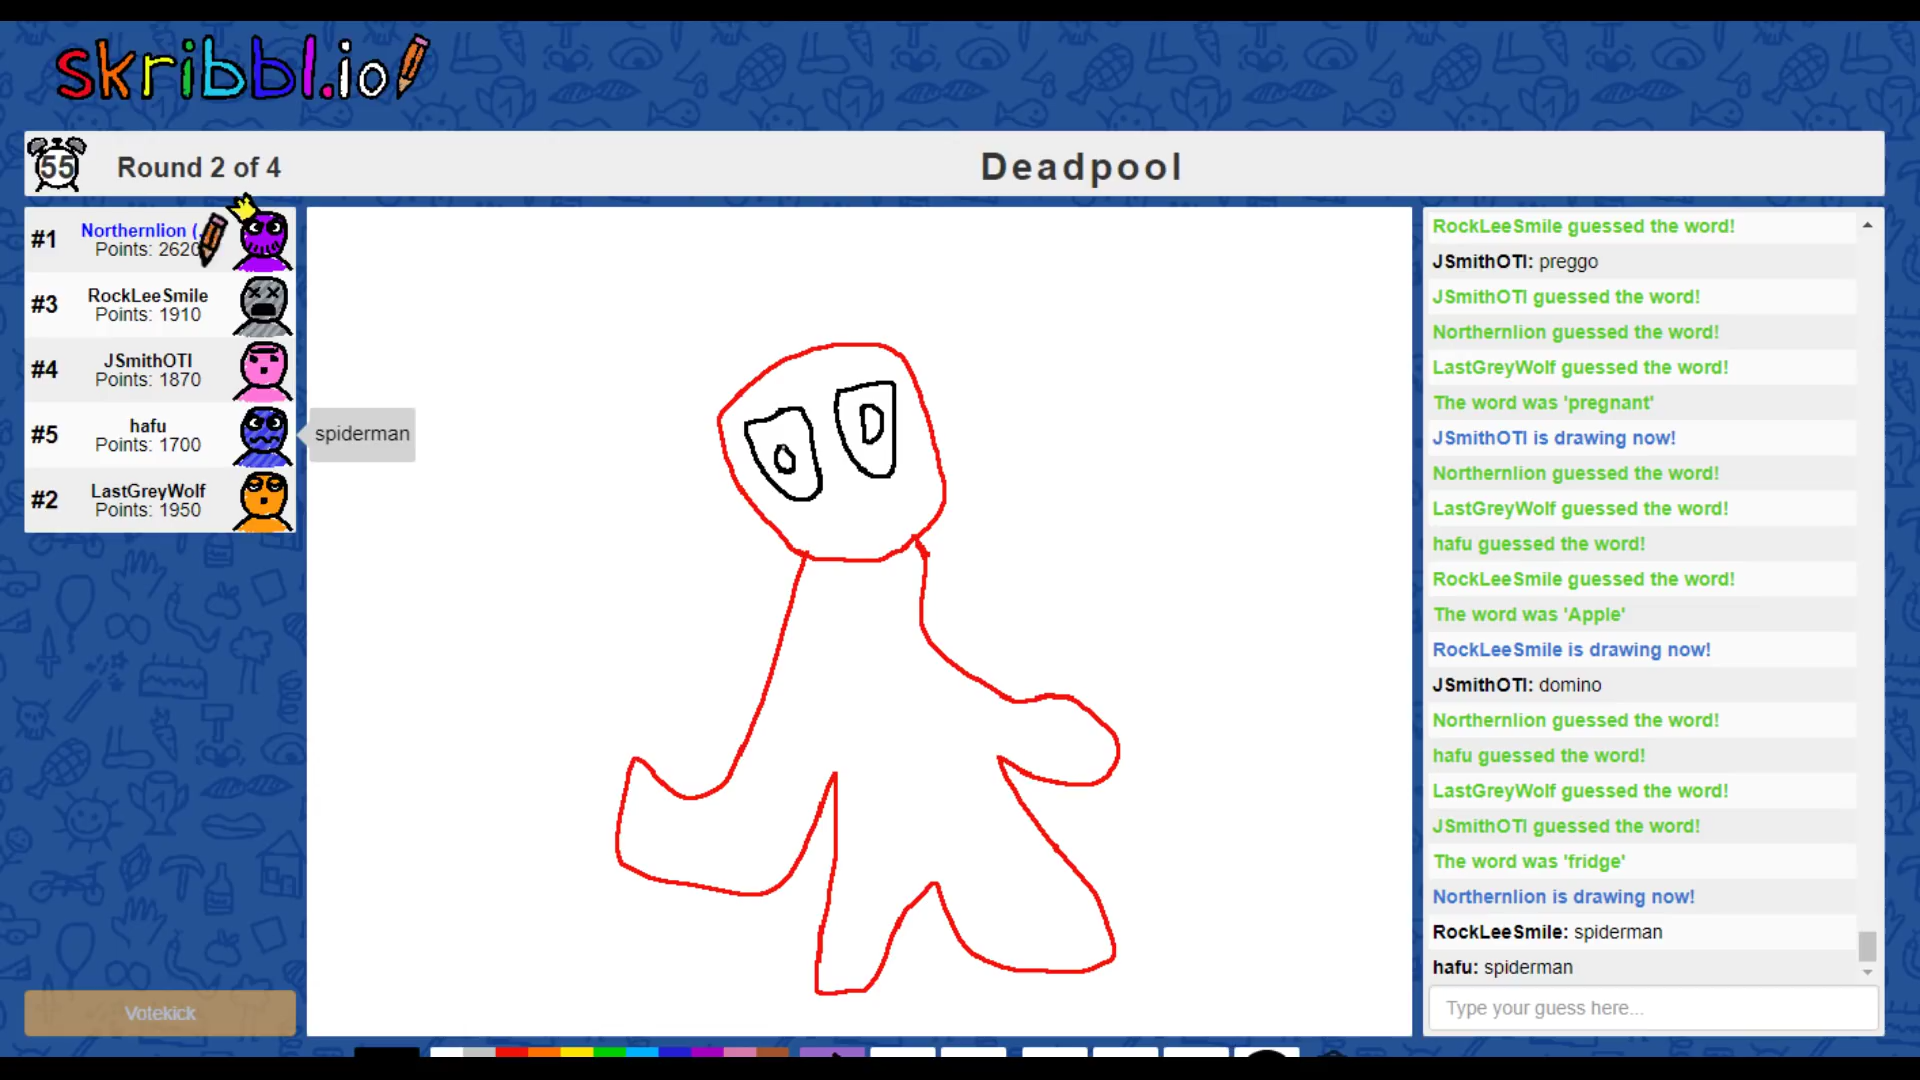 skribbl.io
55
Round 2 of 4
Deadpool
#1
Northernlion (
Points: 2620
#3
RockLeeSmile
Points: 1910
#4
JSmithOTI
Points: 1870
#5
hafu
Points: 1700
spiderman
#2
LastGreyWolf
Points: 1950
Votekick
RockLeeSmile guessed the word!
JSmithOTI: preggo
JSmithOTI guessed the word!
Northernlion guessed the word!
LastGreyWolf guessed the word!
The word was 'pregnant'
JSmithOTI is drawing now!
Northernlion guessed the word!
LastGreyWolf guessed the word!
hafu guessed the word!
RockLeeSmile guessed the word!
The word was 'Apple'
RockLeeSmile is drawing now!
JSmithOTI: domino
Northernlion guessed the word!
hafu guessed the word!
LastGreyWolf guessed the word!
JSmithOTI guessed the word!
The word was 'fridge'
Northernlion is drawing now!
RockLeeSmile: spiderman
hafu: spiderman
Type your guess here...